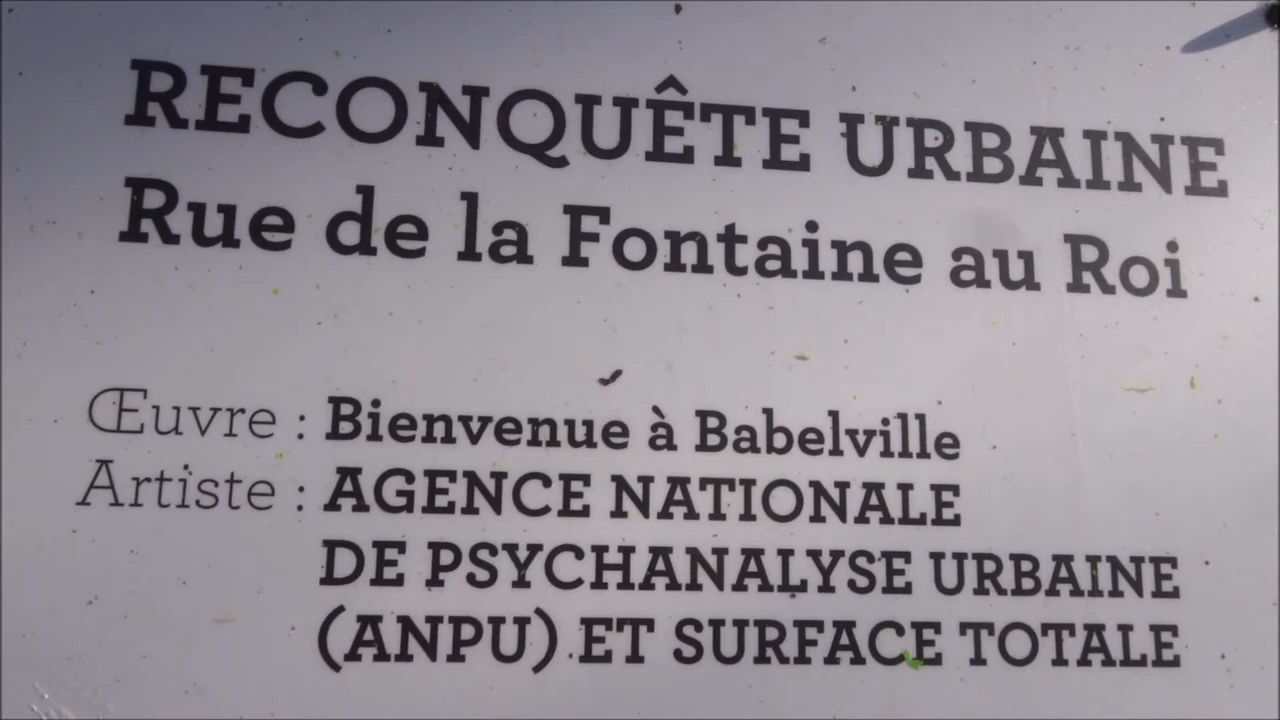 RECONQUÊTE URBAINE
Rue de la Fontaine au Roi
Œuvre : Bienvenue à Babelville
Artiste : AGENCE NATIONALE
DE PSYCHANALYSE URBAINE
(ANPU) ET SURFACE TOTALE